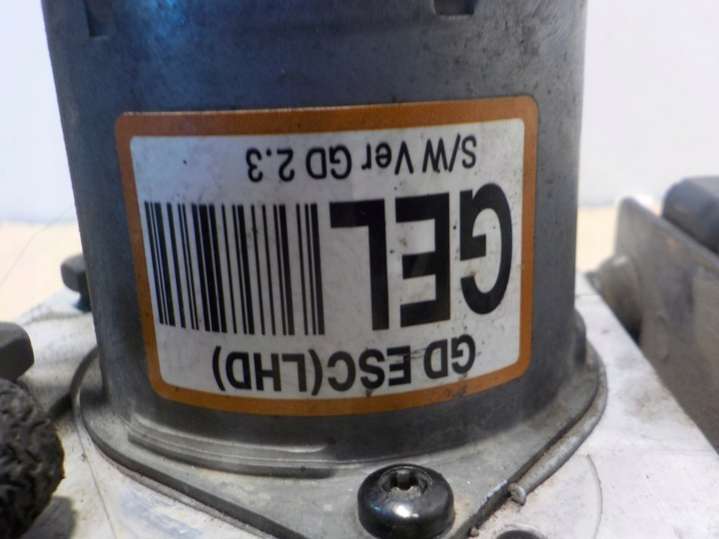 GD ESC(LHD)
GEL
S/W Ver GD 2.3